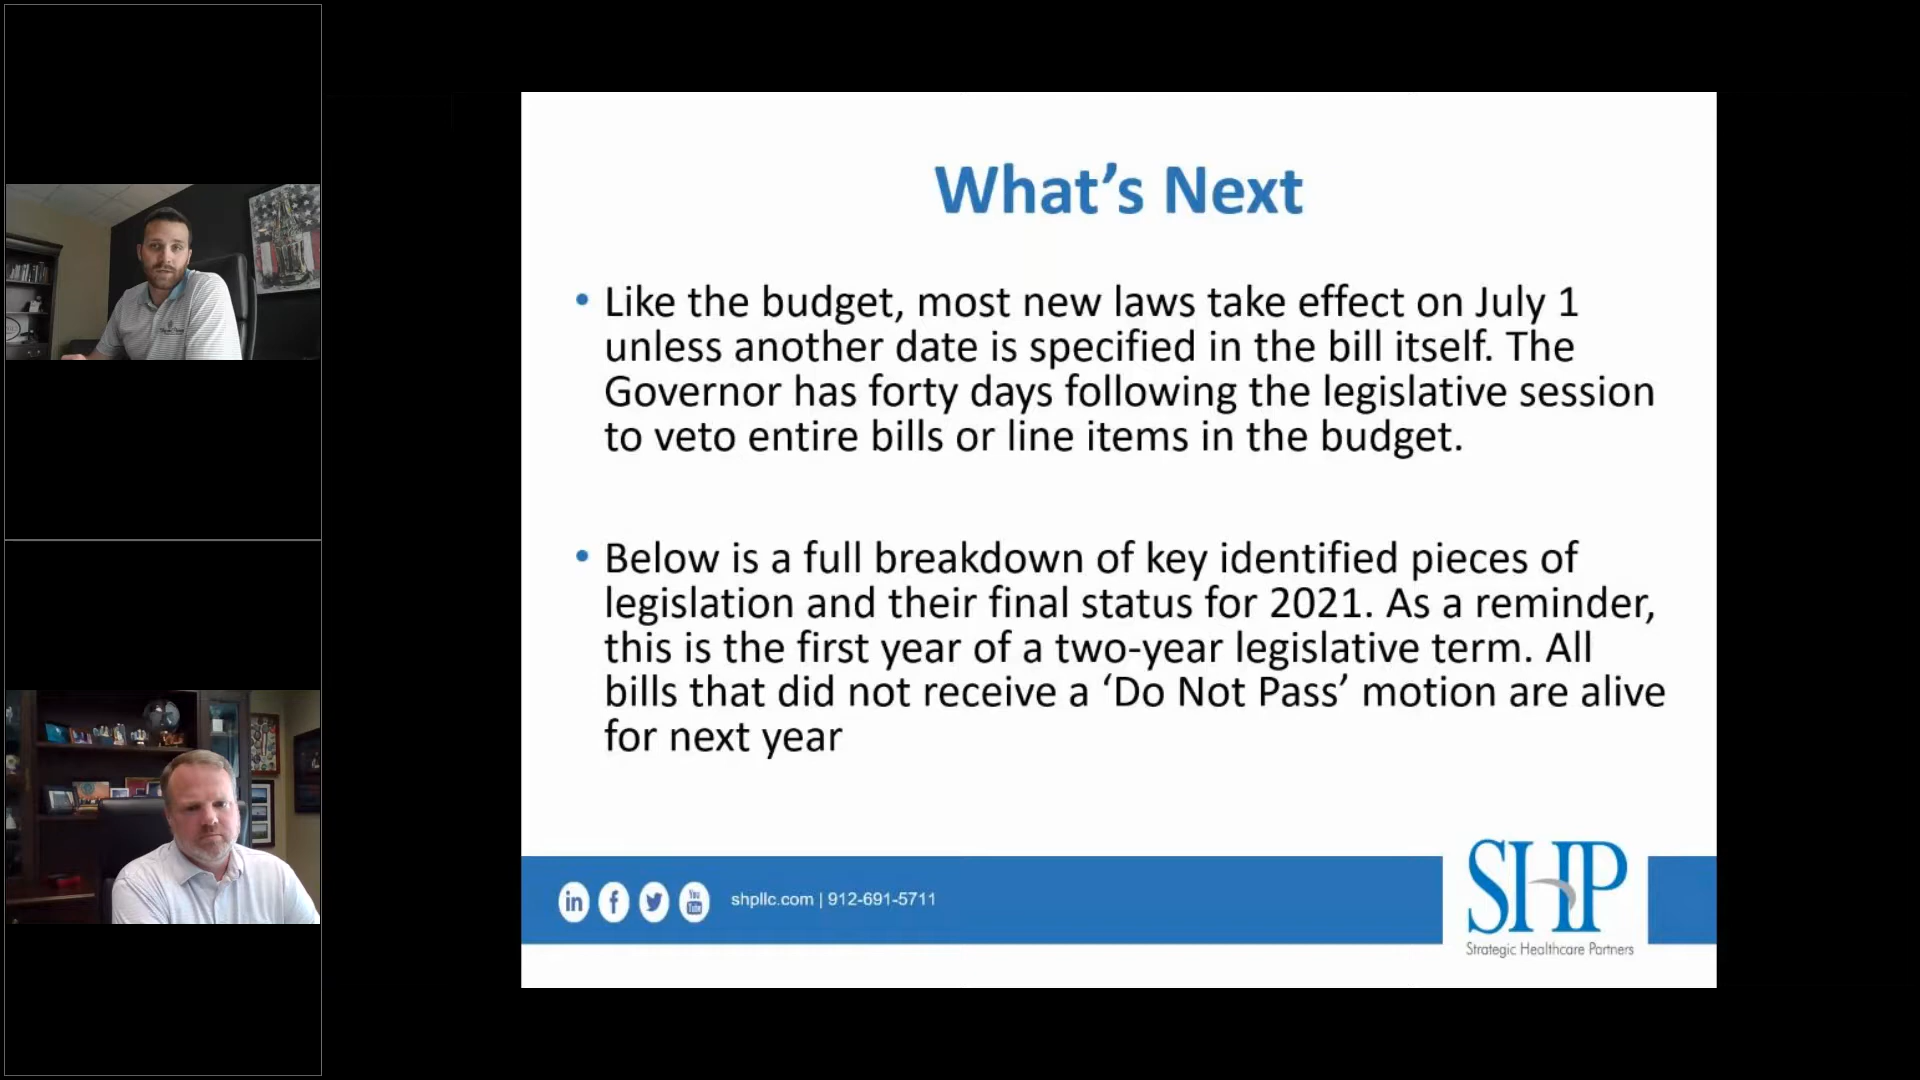 What’s Next
• Like the budget, most new laws take effect on July 1
unless another date is specified in the bill itself. The
Governor has forty days following the legislative session
to veto entire bills or line items in the budget.
• Below is a full breakdown of key identified pieces of
legislation and their final status for 2021. As a reminder,
this is the first year of a two-year legislative term. All
bills that did not receive a ‘Do Not Pass’ motion are alive
for next year
in f You Tube shpllc.com | 912-691-5711
SHP
Strategic Healthcare Partners